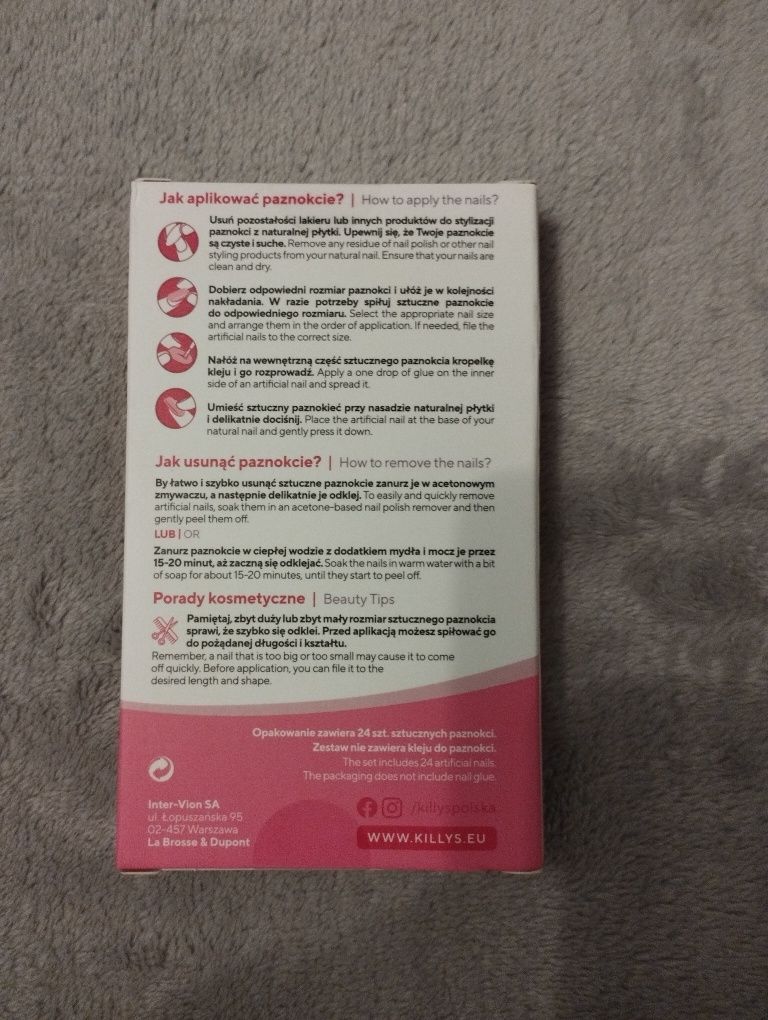 Jak aplikować paznokcie? | How to apply the nails?
Usuń pozostałości lakieru lub innych produktów do stylizacji
paznokci z naturalnej płytki. Upewnij się, że Twoje paznokcie
są czyste i suche. Remove any residue of nail polish or other nail
styling products from your natural nail. Ensure that your nails are
clean and dry.
Dobierz odpowiedni rozmiar paznokci i ułóż je w kolejności
nakładania. W razie potrzeby spiłuj sztuczne paznokcie
do odpowiedniego rozmiaru. Select the appropriate nail size
and arrange them in the order of application. If needed, file the
artificial nails to the correct size.
Nałóż na wewnętrzną część sztucznego paznokcia kropelkę
kleju i go rozprowadź. Apply a one drop of glue on the inner
side of an artificial nail and spread it.
Umieść sztuczny paznokieć przy nasadzie naturalnej płytki
i delikatnie dociśnij. Place the artificial nail at the base of your
natural nail and gently press it down.
Jak usunąć paznokcie? | How to remove the nails?
By łatwo i szybko usunąć sztuczne paznokcie zanurz je w acetonowym
zmywaczu, a następnie delikatnie je odklej. To easily and quickly remove
artificial nails, soak them in an acetone-based nail polish remover and then
gently peel them off.
LUB | OR
Zanurz paznokcie w ciepłej wodzie z dodatkiem mydła i mocz je przez
15-20 minut, aż zaczną się odklejać. Soak the nails in warm water with a bit
of soap for about 15-20 minutes, until they start to peel off.
Porady kosmetyczne | Beauty Tips
Pamiętaj, zbyt duży lub zbyt mały rozmiar sztucznego paznokcia
sprawi, że szybko się odklei. Przed aplikacją możesz spiłować go
do pożądanej długości i kształtu.
Remember, a nail that is too big or too small may cause it to come
off quickly. Before application, you can file it to the
desired length and shape.
Opakowanie zawiera 24 szt. sztucznych paznokci.
Zestaw nie zawiera kleju do paznokci.
The set includes 24 artificial nails.
The packaging does not include nail glue.
Inter-Vion SA
ul. Łopuszańska 95
02-457 Warszawa
La Brosse & Dupont
/killyspolska
WWW.KILLYS.EU